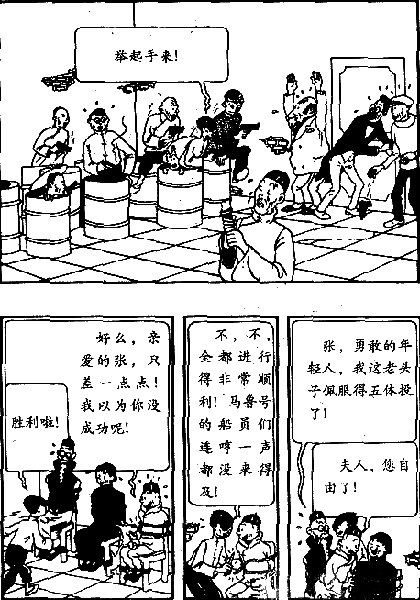 举起手来!
胜利啦!
好么,亲
爱的张,只
差一点点!
我以为你没
成功呢!
不,不,
全都进行
得非常顺
利!马鲁号
的船员们
连哼一声
都没来得
及!
张,勇敢的年
轻人,我这老头
子佩服得五体投
了!
夫人,您自
由了!